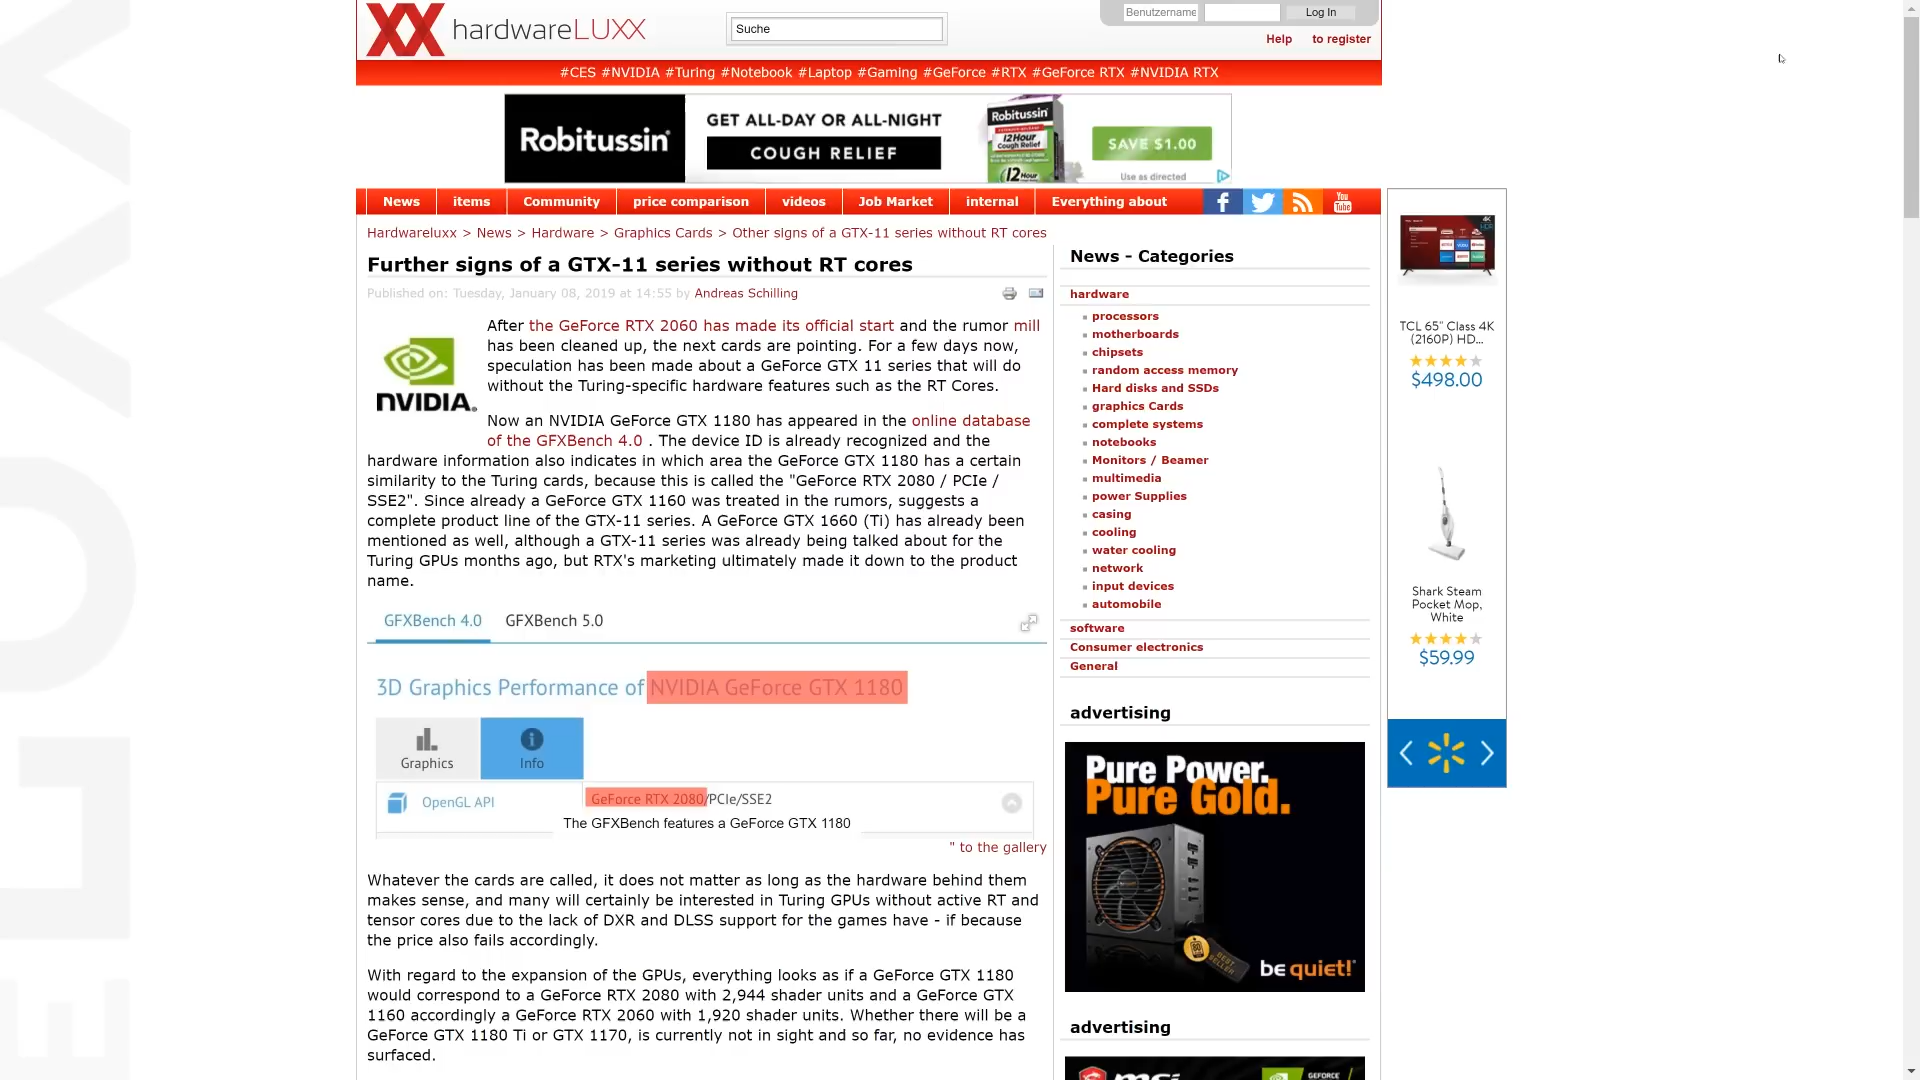 hardwareLUXX
Suche
Benutzername
Log In
Help
to register
#CES #NVIDIA #Turing #Notebook #Laptop #Gaming #GeForce #RTX #GeForce RTX #NVIDIA RTX
Robitussin
GET ALL-DAY OR ALL-NIGHT
COUGH RELIEF
Robitussin
12 Hour
Cough Relief
12 Hour
SAVE $1.00
Use as directed
News
items
Community
price comparison
videos
Job Market
internal
Everything about
You
Tube
Hardwareluxx > News > Hardware > Graphics Cards > Other signs of a GTX-11 series without RT cores
Further signs of a GTX-11 series without RT cores
Published on: Tuesday, January 08, 2019 at 14:55 by Andreas Schilling
NVIDIA.
After the GeForce RTX 2060 has made its official start and the rumor mill
has been cleaned up, the next cards are pointing. For a few days now,
speculation has been made about a GeForce GTX 11 series that will do
without the Turing-specific hardware features such as the RT Cores.
Now an NVIDIA GeForce GTX 1180 has appeared in the online database
of the GFXBench 4.0 . The device ID is already recognized and the
hardware information also indicates in which area the GeForce GTX 1180 has a certain
similarity to the Turing cards, because this is called the "GeForce RTX 2080 / PCIe /
SSE2". Since already a GeForce GTX 1160 was treated in the rumors, suggests a
complete product line of the GTX-11 series. A GeForce GTX 1660 (Ti) has already been
mentioned as well, although a GTX-11 series was already being talked about for the
Turing GPUs months ago, but RTX's marketing ultimately made it down to the product
name.
GFXBench 4.0
GFXBench 5.0
3D Graphics Performance of NVIDIA GeForce GTX 1180
Graphics
Info
OpenGL API
GeForce RTX 2080/PCIe/SSE2
The GFXBench features a GeForce GTX 1180
" to the gallery
Whatever the cards are called, it does not matter as long as the hardware behind them
makes sense, and many will certainly be interested in Turing GPUs without active RT and
tensor cores due to the lack of DXR and DLSS support for the games have - if because
the price also fails accordingly.
With regard to the expansion of the GPUs, everything looks as if a GeForce GTX 1180
would correspond to a GeForce RTX 2080 with 2,944 shader units and a GeForce GTX
1160 accordingly a GeForce RTX 2060 with 1,920 shader units. Whether there will be a
GeForce GTX 1180 Ti or GTX 1170, is currently not in sight and so far, no evidence has
surfaced.
News - Categories
hardware
processors
motherboards
chipsets
random access memory
Hard disks and SSDs
graphics Cards
complete systems
notebooks
Monitors / Beamer
multimedia
power Supplies
casing
cooling
water cooling
network
input devices
automobile
software
Consumer electronics
General
advertising
Pure Power.
Pure Gold.
be quiet!
advertising
msi
GEFORCE
TCL 65" Class 4K
(2160P) HD...
$498.00
Shark Steam
Pocket Mop,
White
$59.99